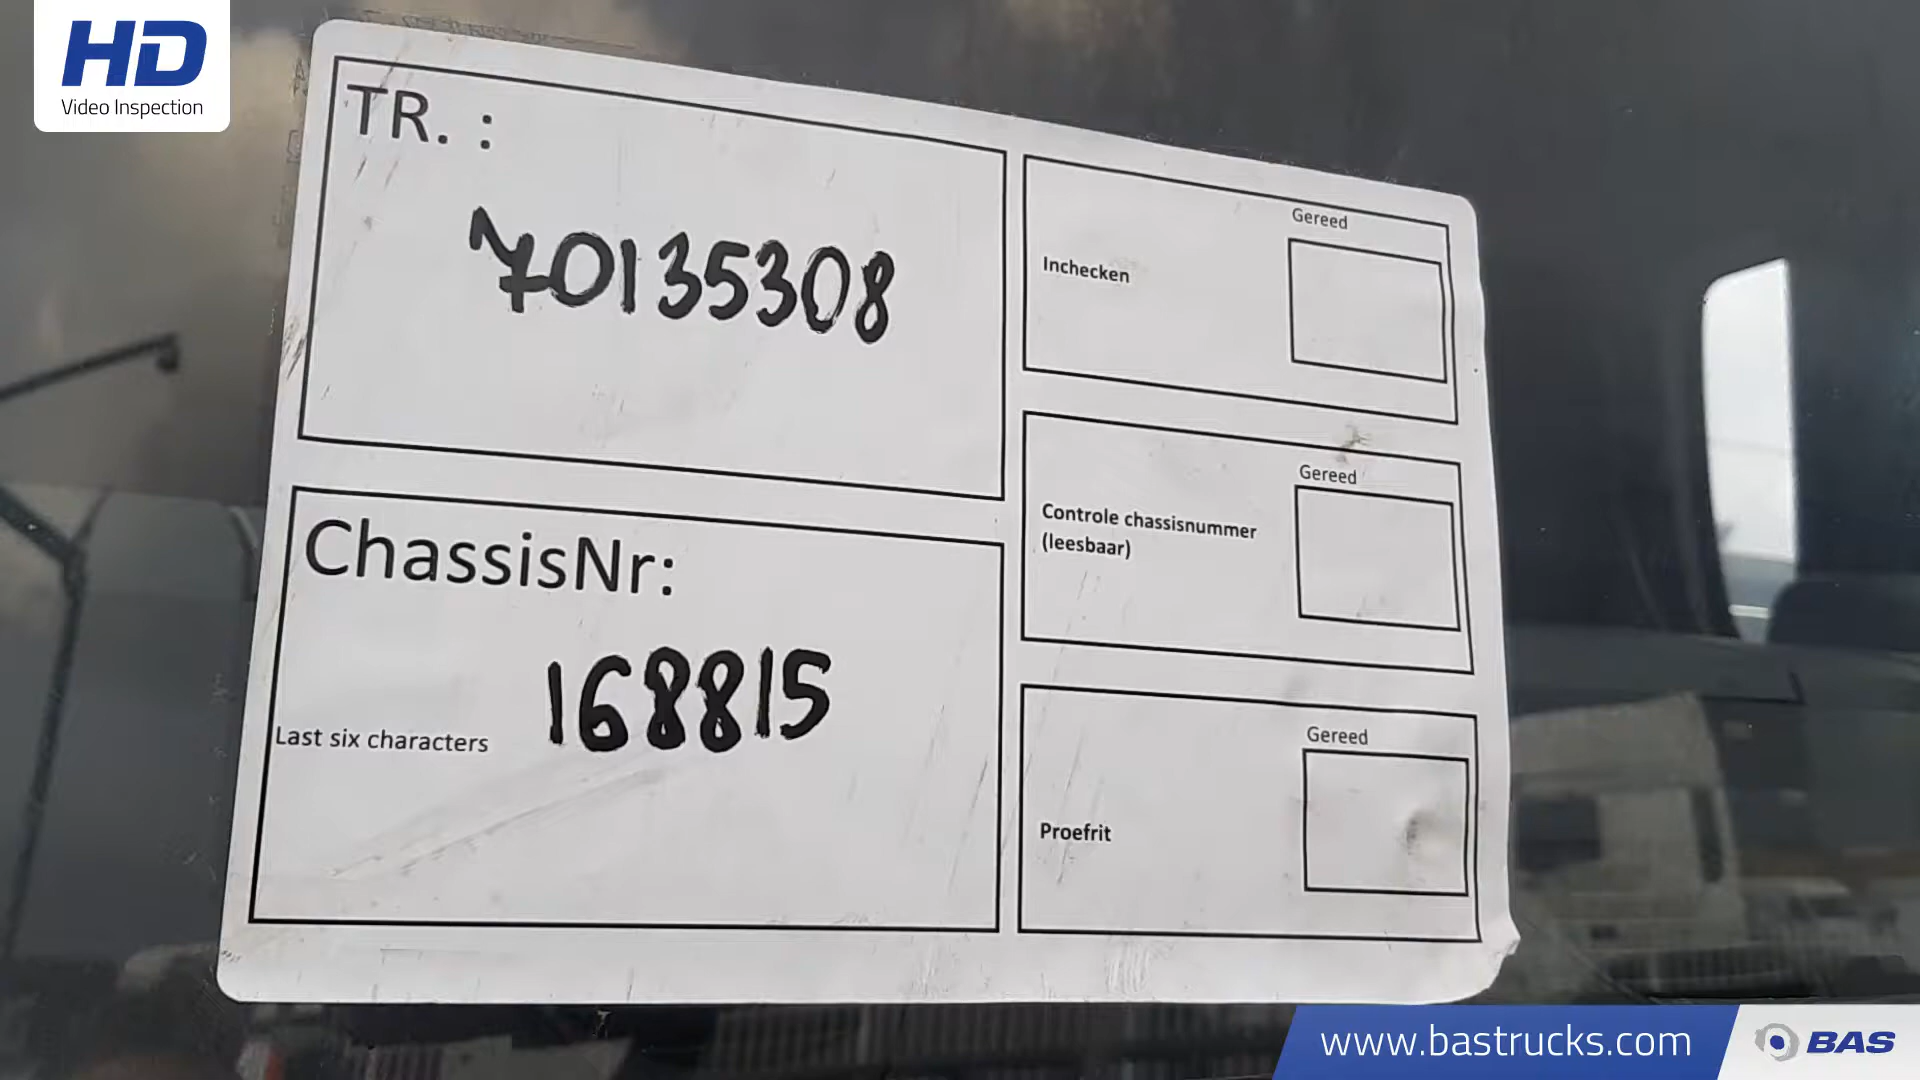 HD
Video Inspection
TR. :
70135308
ChassisNr:
168815
Last six characters
Gereed
Inchecken
Gereed
Controle chassisnummer
(leesbaar)
Gereed
Proefrit
www.bastrucks.com
BAS